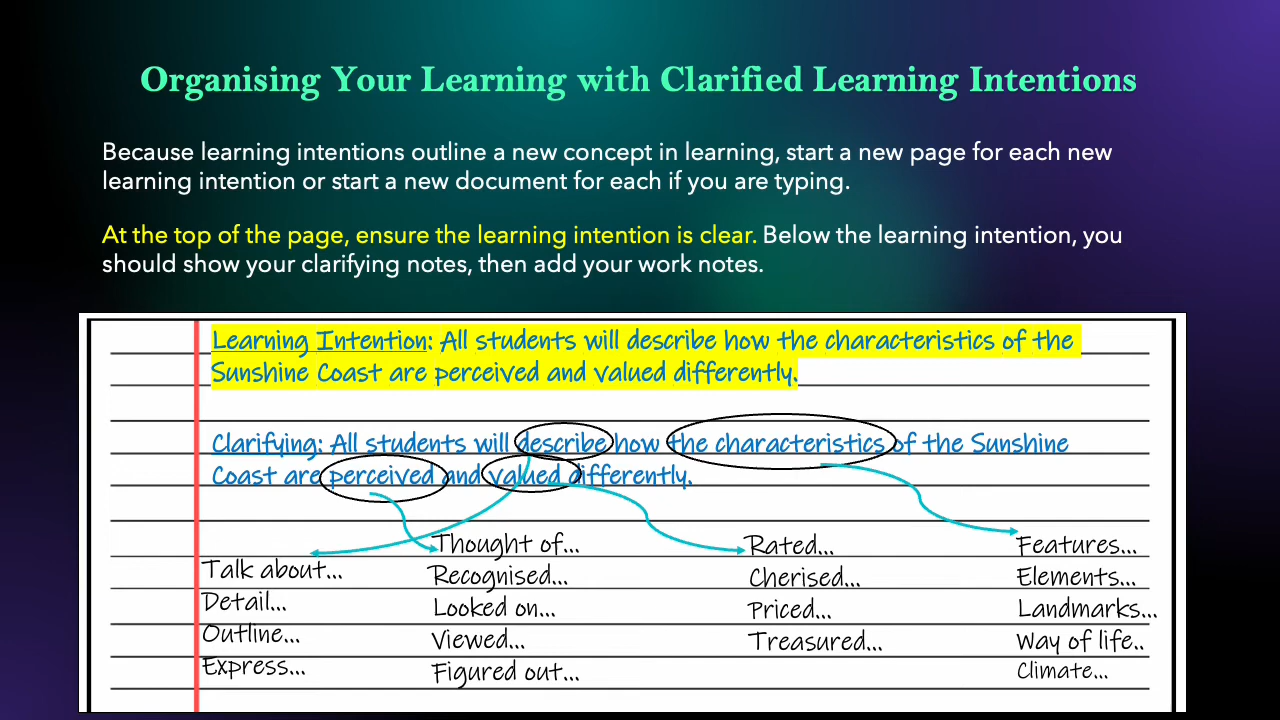 Organising Your Learning with Clarified Learning Intentions
Because learning intentions outline a new concept in learning, start a new page for each new
learning intention or start a new document for each if you are typing.
At the top of the page, ensure the learning intention is clear. Below the learning intention, you
should show your clarifying notes, then add your work notes.
Learning Intention: All students will describe how the characteristics of the
Sunshine Coast are perceived and valued differently.
Clarifying: All students will describe how the characteristics of the Sunshine
Coast are perceived and valued differently.
Talk about...
Detail...
Outline...
Express...
Thought of...
Recognised...
Looked on...
Viewed...
Figured out...
Rated...
Cherised...
Priced...
Treasured...
Features...
Elements...
Landmarks...
Way of life..
Climate...